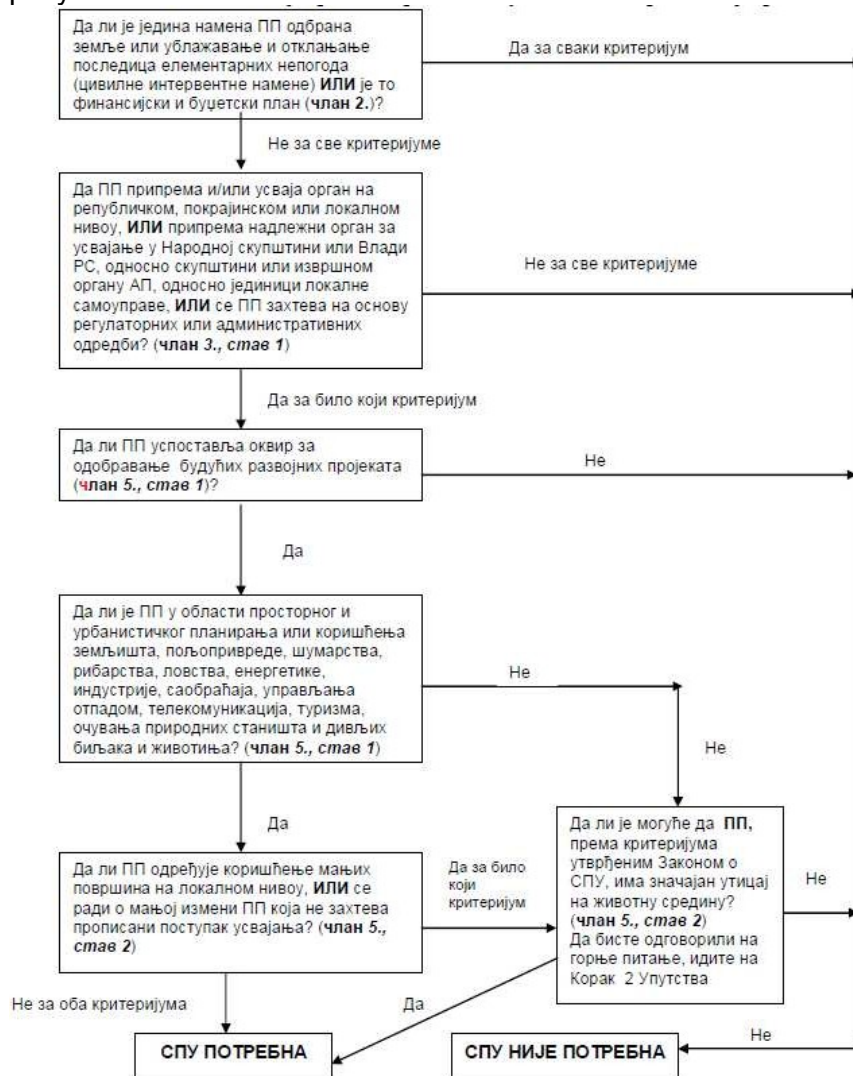 Да ли је једина намена ПП одбрана
земље или ублажавање и отклањање
последица елементарних непогода
(цивилне интервентне намене) ИЛИ је то
финансијски и буџетски план (члан 2.)?
Да за сваки критеријум
Не за све критеријуме
Да ПП припрема и/или усваја орган на
републичком, покрајинском или локалном
нивоу, ИЛИ припрема надлежни орган за
усвајање у Народној скупштини или Влади
РС, односно скупштини или извршном
органу АП, односно јединици локалне
самоуправе, ИЛИ се ПП захтева на основу
регулаторних или административних
одредби? (члан 3., став 1)
Не за све критеријуме
Да за било који критеријум
Да ли ПП успоставља оквир за
одобравање будућих развојних пројеката
(члан 5., став 1)?
Не
Да
Да ли је ПП у области просторног и
урбанистичког планирања или коришћења
земљишта, пољопривреде, шумарства,
рибарства, ловства, енергетике,
индустрије, саобраћаја, управљања
отпадом, телекомуникација, туризма,
очувања природних станишта и дивљих
биљака и животиња? (члан 5., став 1)
Не
Не
Да
Да ли ПП одређује коришћење мањих
површина на локалном нивоу, ИЛИ се
ради о мањој измени ПП која не захтева
прописани поступак усвајања? (члан 5.,
став 2)
Да за било
који
критеријум
Да ли је могуће да ПП,
према критеријума
утврђеним Законом о
СПУ, има значајан утицај
на животну средину?
(члан 5., став 2)
Да бисте одговорили на
горње питање, идите на
Корак 2 Упутства
Не
Не за оба критеријума
Да
СПУ ПОТРЕБНА
СПУ НИЈЕ ПОТРЕБНА
Не